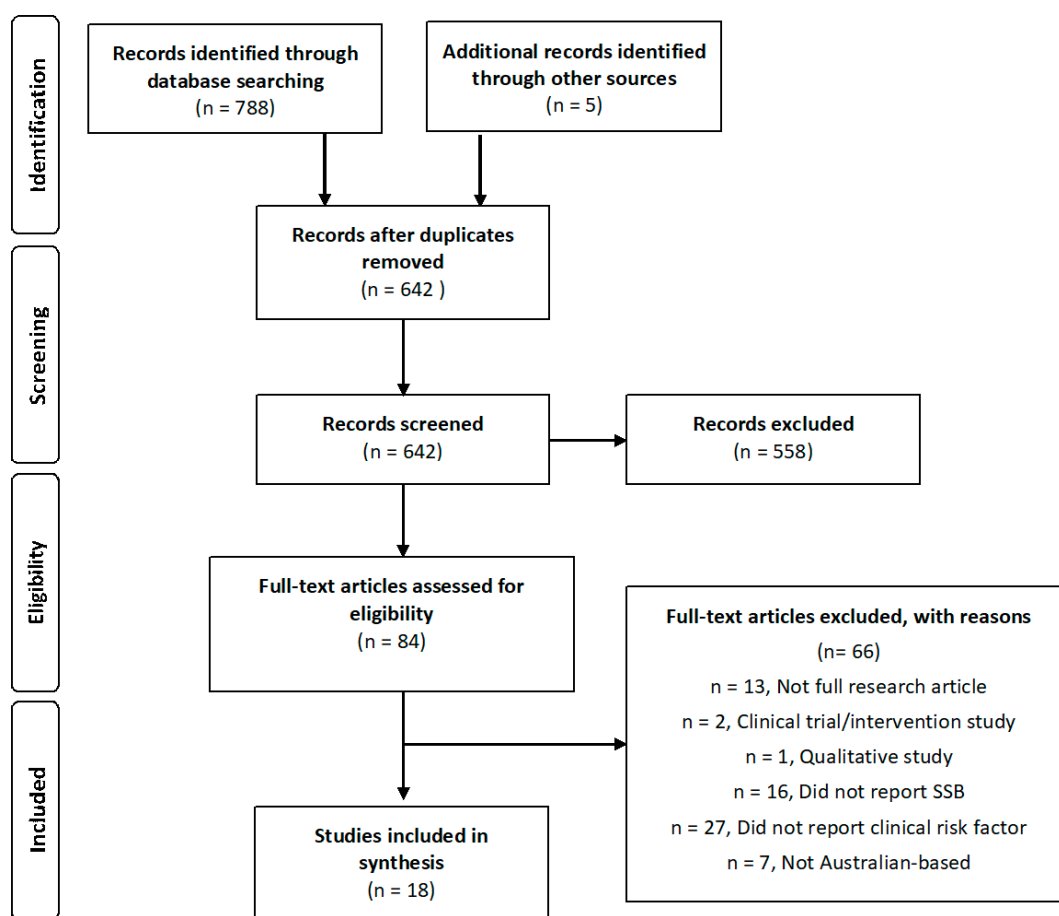 Identification
Records identified through
database searching
(n = 788)
Additional records identified
through other sources
(n = 5)
Records after duplicates
removed
(n = 642 )
Screening
Records screened
(n = 642)
Records excluded
(n = 558)
Eligibility
Full-text articles assessed for
eligibility
(n = 84)
Full-text articles excluded, with reasons
(n= 66)
n = 13, Not full research article
n = 2, Clinical trial/intervention study
n = 1, Qualitative study
n = 16, Did not report SSB
n = 27, Did not report clinical risk factor
n = 7, Not Australian-based
Included
Studies included in
synthesis
(n = 18)